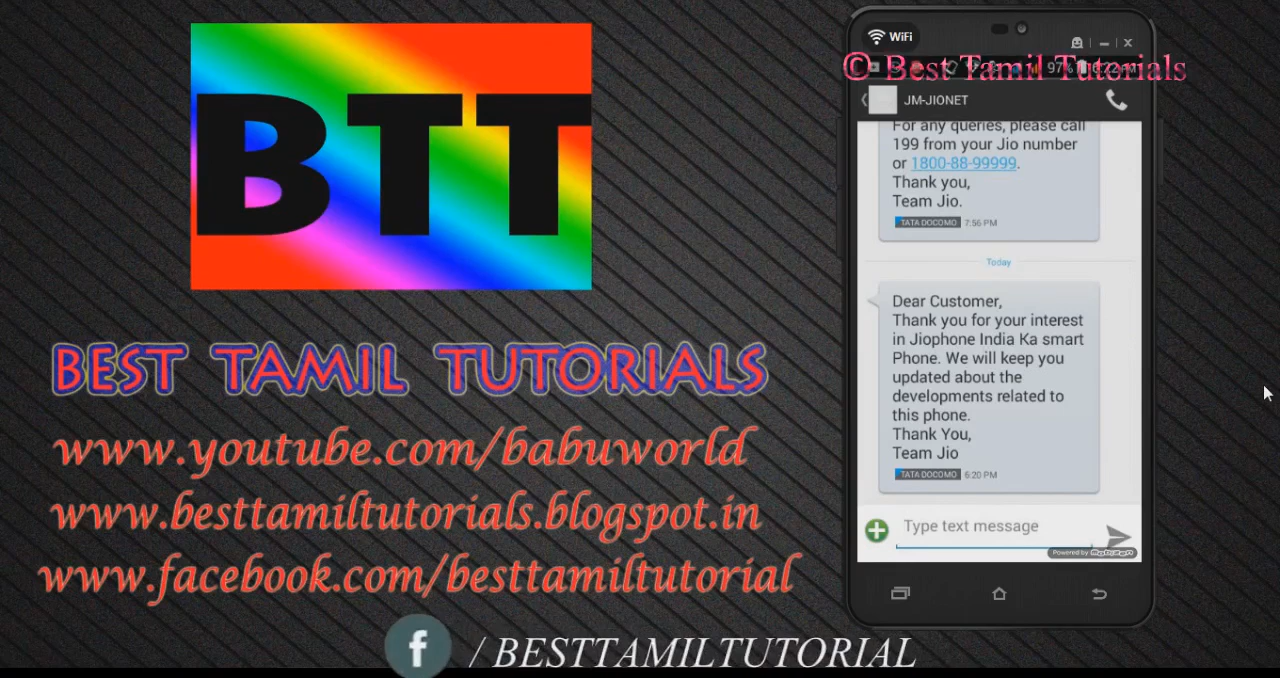 BTT
BEST TAMIL TUTORIALS
www.youtube.com/babuworld
www.besttamiltutorials.blogspot.in
www.facebook.com/besttamiltutorial
f / BESTTAMILTUTORIAL
WiFi
© Best Tamil Tutorials
97%
JM-JIONET
For any queries, please call
199 from your Jio number
or 1800-88-99999.
Thank you,
Team Jio.
TATA DOCOMO 7:56 PM
Today
Dear Customer,
Thank you for your interest
in Jiophone India Ka smart
Phone. We will keep you
updated about the
developments related to
this phone.
Thank You,
Team Jio
TATA DOCOMO 6:20 PM
Type text message
Powered by